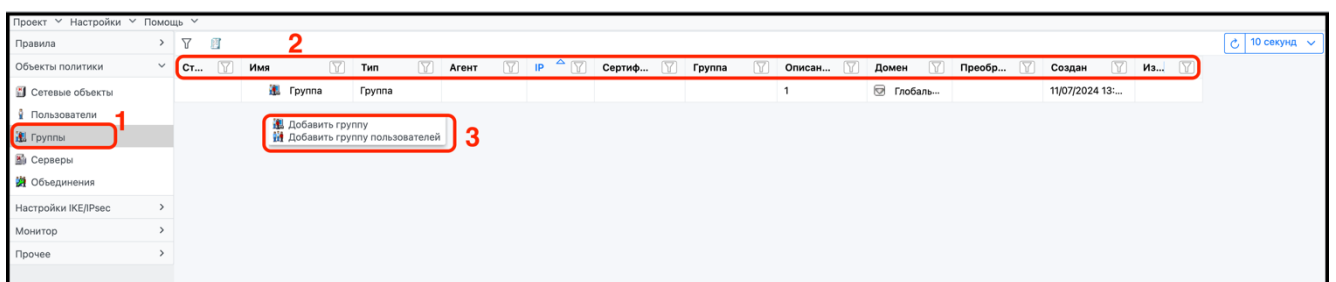 Проект Настройки Помощь
Правила
2
10 секунд
Объекты политики
Ст... Имя Тип Агент IP Сертиф... Группа Описан... Домен Преобр... Создан Из...
Сетевые объекты
Группа Группа 1 Глобаль... 11/07/2024 13:...
Пользователи
1
Группы
Добавить группу
Добавить группу пользователей
3
Серверы
Объединения
Настройки IKE/IPsec
Монитор
Прочее